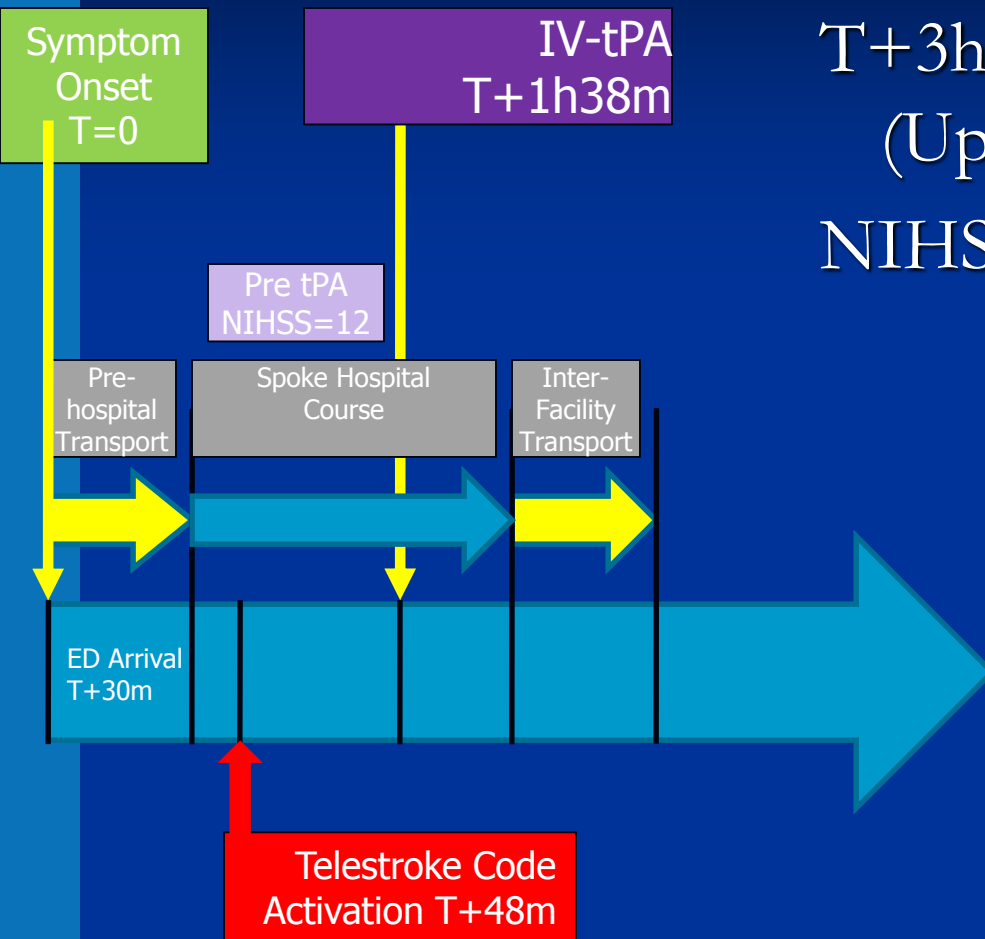 Symptom
Onset
T=0
IV-tPA
T+1h38m
T+3h
(Up
NIHS
Pre tPA
NIHSS=12
Pre-
hospital
Transport
Spoke Hospital
Course
Inter-
Facility
Transport
ED Arrival
T+30m
Telestroke Code
Activation T+48m